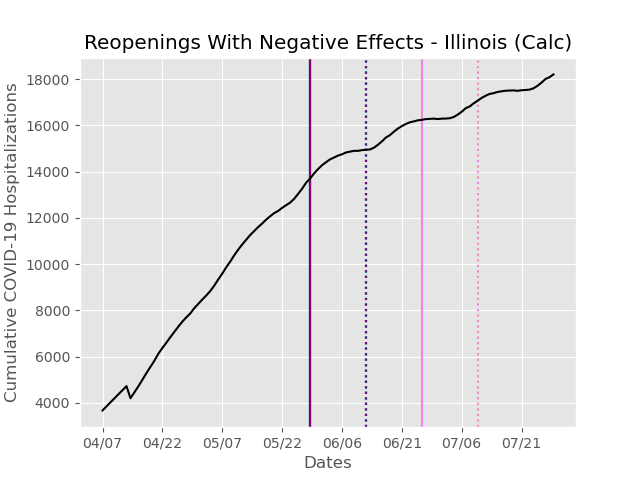 Reopenings With Negative Effects - Illinois (Calc)
Cumulative COVID-19 Hospitalizations
18000
16000
14000
12000
10000
8000
6000
4000
04/07 04/22 05/07 05/22 06/06 06/21 07/06 07/21
Dates